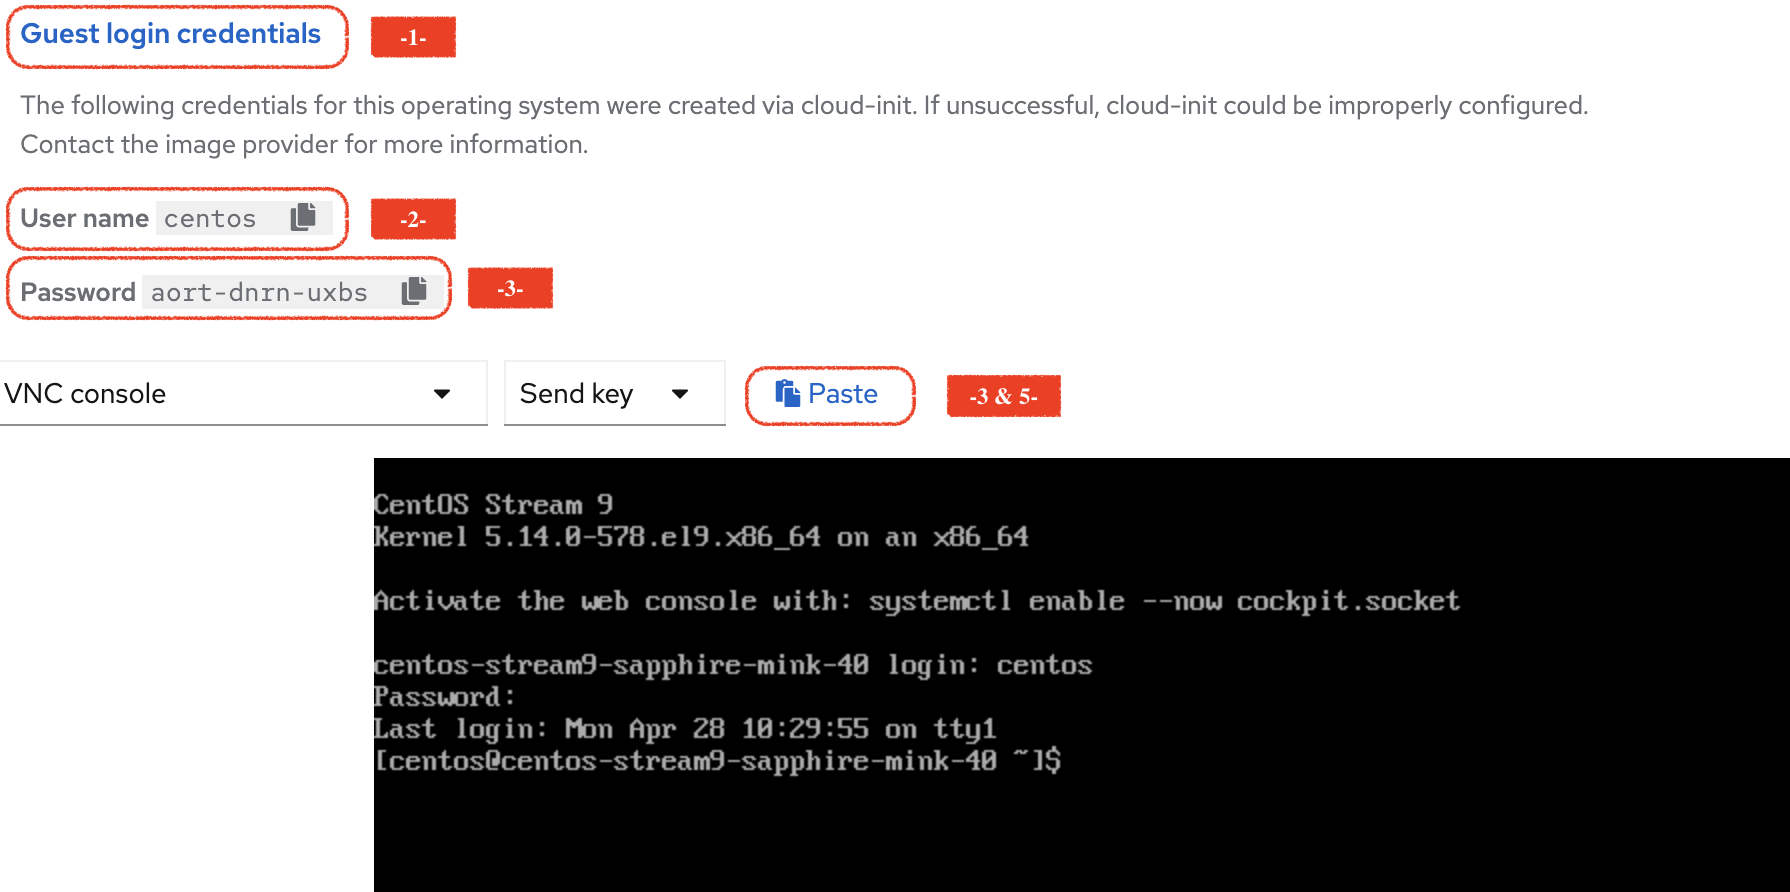 Guest login credentials -1-
The following credentials for this operating system were created via cloud-init. If unsuccessful, cloud-init could be improperly configured.
Contact the image provider for more information.
User name centos -2-
Password aort-dnrn-uxbs -3-
VNC console Send key Paste -3 & 5-
CentOS Stream 9
Kernel 5.14.0-578.el9.x86_64 on an x86_64
Activate the web console with: systemctl enable --now cockpit.socket
centos-stream9-sapphire-mink-40 login: centos
Password:
Last login: Mon Apr 28 10:29:55 on tty1
[centos@centos-stream9-sapphire-mink-40 ~]$